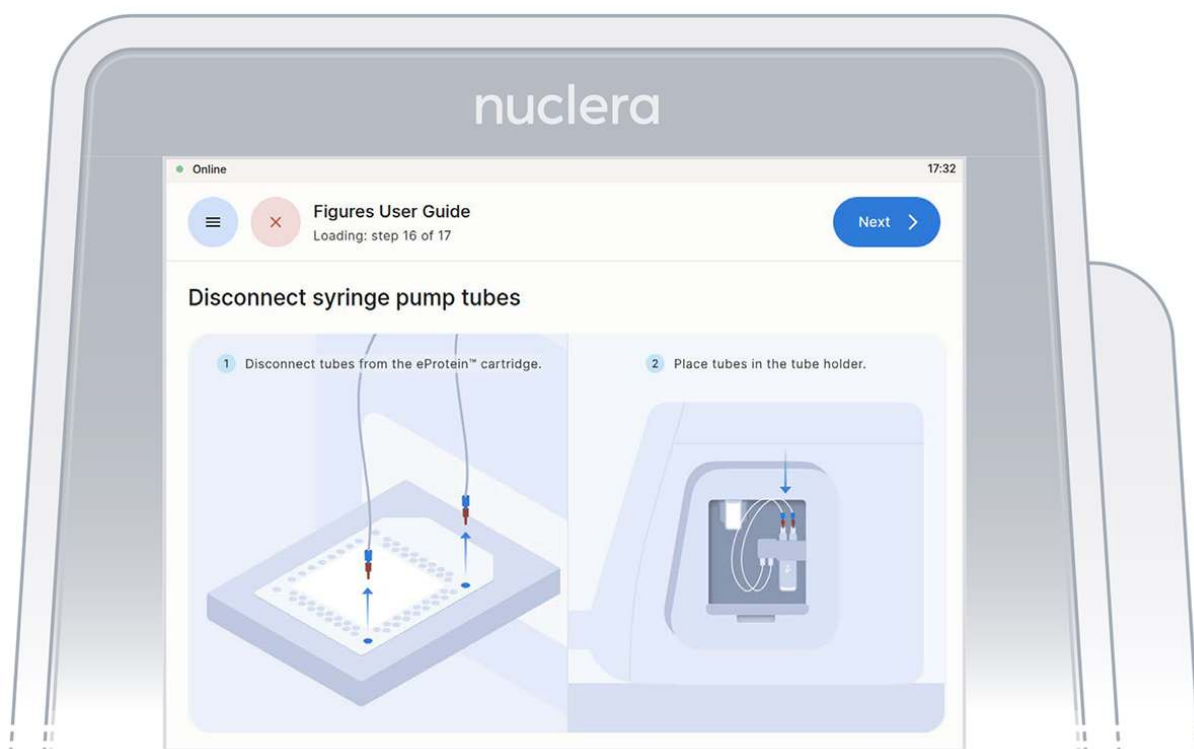 nuclera
Online
17:32
Figures User Guide
Loading: step 16 of 17
Next
Disconnect syringe pump tubes
1 Disconnect tubes from the eProtein™ cartridge.
2 Place tubes in the tube holder.